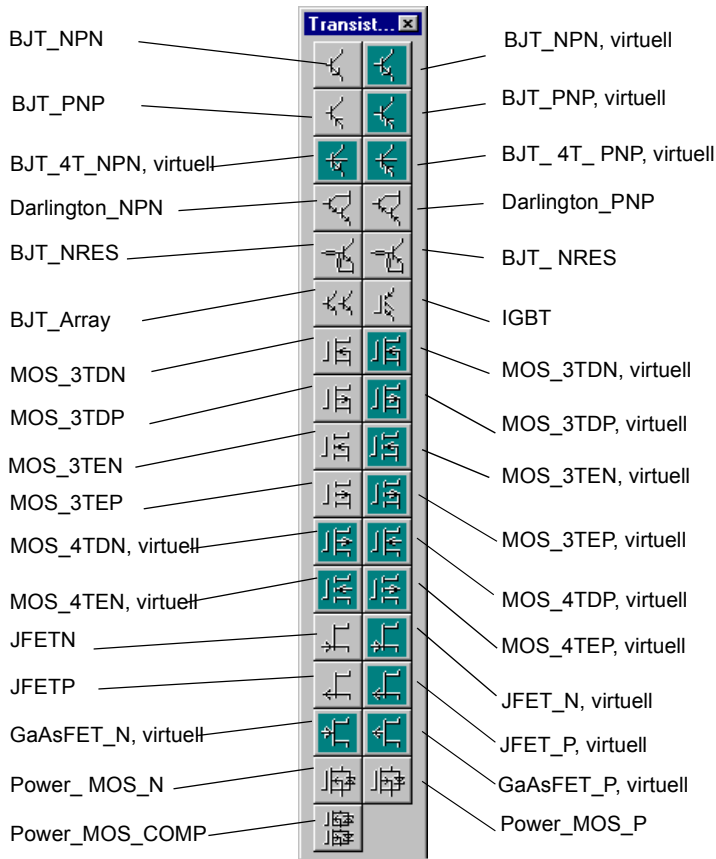 Transist...
BJT_NPN
BJT_NPN, virtuell
BJT_PNP
BJT_PNP, virtuell
BJT_4T_NPN, virtuell
BJT_ 4T_ PNP, virtuell
Darlington_NPN
Darlington_PNP
BJT_NRES
BJT_ NRES
BJT_Array
IGBT
MOS_3TDN
MOS_3TDN, virtuell
MOS_3TDP
MOS_3TDP, virtuell
MOS_3TEN
MOS_3TEN, virtuell
MOS_3TEP
MOS_3TEP, virtuell
MOS_4TDN, virtuell
MOS_4TDP, virtuell
MOS_4TEN, virtuell
MOS_4TEP, virtuell
JFETN
JFET_N, virtuell
JFETP
JFET_P, virtuell
GaAsFET_N, virtuell
GaAsFET_P, virtuell
Power_ MOS_N
Power_MOS_P
Power_MOS_COMP